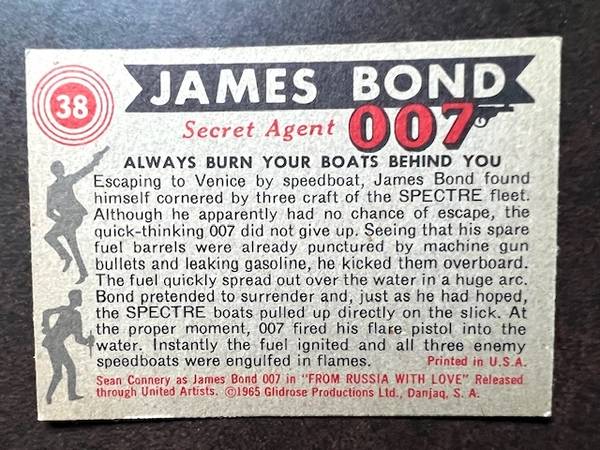 38
JAMES BOND
Secret Agent 007
ALWAYS BURN YOUR BOATS BEHIND YOU
Escaping to Venice by speedboat, James Bond found
himself cornered by three craft of the SPECTRE fleet.
Although he apparently had no chance of escape, the
quick-thinking 007 did not give up. Seeing that his spare
fuel barrels were already punctured by machine gun
bullets and leaking gasoline, he kicked them overboard.
The fuel quickly spread out over the water in a huge arc.
Bond pretended to surrender and, just as he had hoped,
the SPECTRE boats pulled up directly on the slick. At
the proper moment, 007 fired his flare pistol into the
water. Instantly the fuel ignited and all three enemy
speedboats were engulfed in flames. Printed in U.S.A.
Sean Connery as James Bond 007 in "FROM RUSSIA WITH LOVE" Released
through United Artists. ©1965 Glidrose Productions Ltd., Danjaq, S. A.